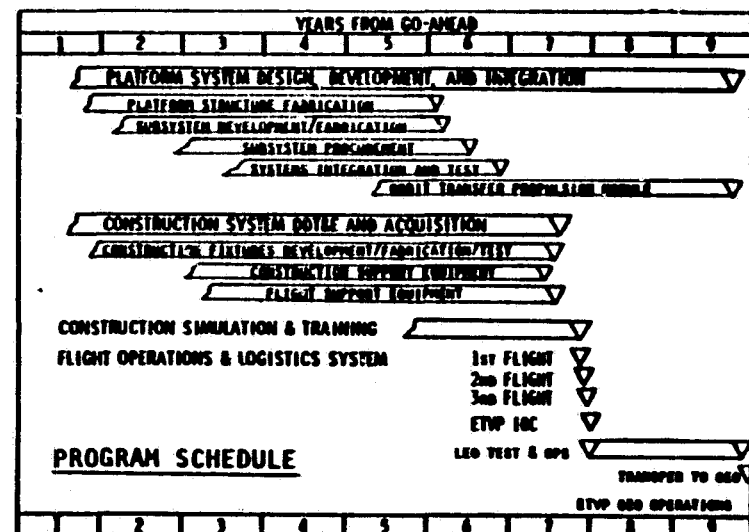 YEARS FROM GO-AHEAD
1 2 3 4 5 6 7 8 9
PLATFORM SYSTEM DESIGN, DEVELOPMENT, AND INTEGRATION
PLATFORM STRUCTURE FABRICATION
SUBSYSTEM DEVELOPMENT/FABRICATION
SUBSYSTEM PROCUREMENT
SYSTEMS INTEGRATION AND TEST
ORBIT TRANSFER PROPULSION MODULE
CONSTRUCTION SYSTEM DDT&E AND ACQUISITION
CONSTRUCTION FIXTURES DEVELOPMENT/FABRICATION/TEST
CONSTRUCTION SUPPORT EQUIPMENT
FLIGHT SUPPORT EQUIPMENT
CONSTRUCTION SIMULATION & TRAINING
FLIGHT OPERATIONS & LOGISTICS SYSTEM 1ST FLIGHT
2ND FLIGHT
3RD FLIGHT
ETVP IOC
LEO TEST & OPS
PROGRAM SCHEDULE
TRANSFER TO GEO
ETVP GEO OPERATIONS
2 3 4 5 6 7 8 9